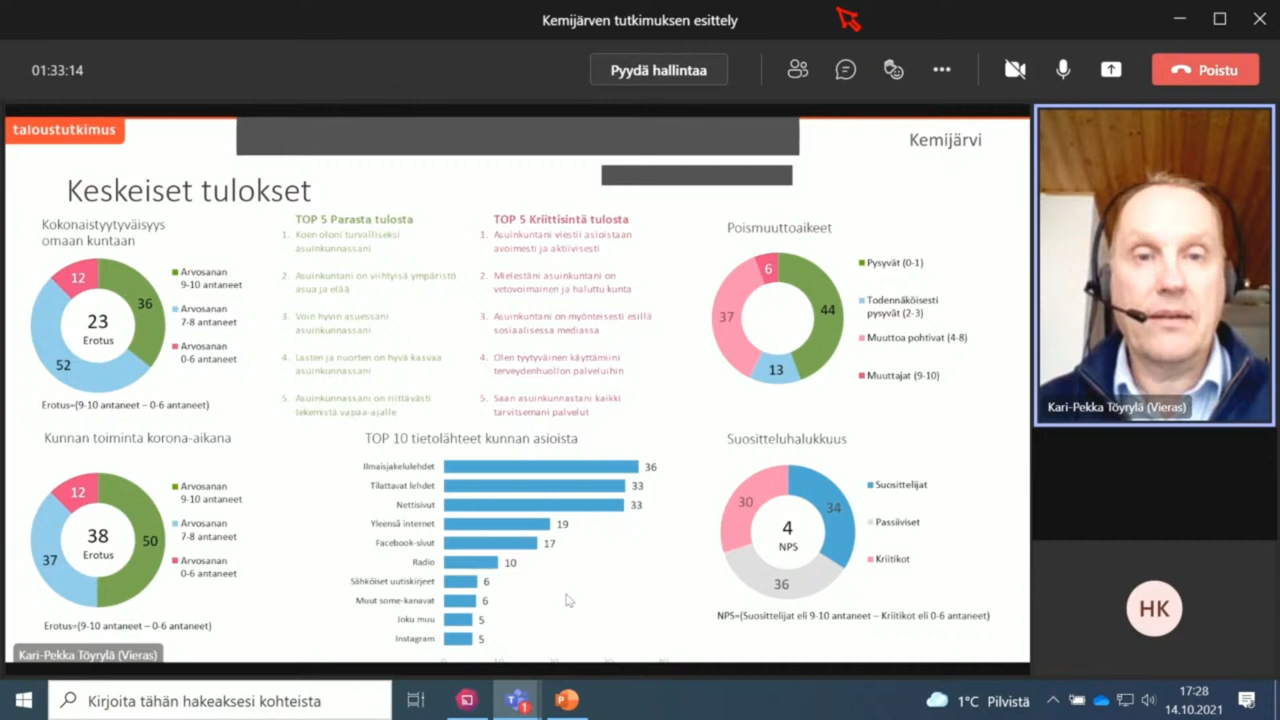 Kemijärven tutkimuksen esittely
01:33:14
Pyydä hallintaa
Poistu
taloustutkimus
Kemijärvi
Keskeiset tulokset
Kokonaistyytyväisyys
omaan kuntaan
12
36
23
Erotus
52
Arvosanan
9-10 antaneet
Arvosanan
7-8 antaneet
Arvosanan
0-6 antaneet
Erotus=(9-10 antaneet – 0-6 antaneet)
TOP 5 Parasta tulosta
1. Koen oloni turvalliseksi
asuinkunnassani
2. Asuinkuntani on viihtyisä ympäristö
asua ja elää
3. Voin hyvin asuessani
asuinkunnassani
4. Lasten ja nuorten on hyvä kasvaa
asuinkunnassani
5. Asuinkunnassani on riittävästi
tekemistä vapaa-ajalle
TOP 5 Kriittisintä tulosta
1. Asuinkuntani viestii asioistaan
avoimesti ja aktiivisesti
2. Mielestäni asuinkuntani on
vetovoimainen ja haluttu kunta
3. Asuinkuntani on myönteisesti esillä
sosiaalisessa mediassa
4. Olen tyytyväinen käyttämiini
terveydenhuollon palveluihin
5. Saan asuinkunnastani kaikki
tarvitsemani palvelut
Poismuuttoaikeet
6
44
37
13
Pysyvät (0-1)
Todennäköisesti
pysyvät (2-3)
Muuttoa pohtivat (4-8)
Muuttajat (9-10)
Kari-Pekka Töyrylä (Vieras)
Kunnan toiminta korona-aikana
12
50
38
Erotus
37
Arvosanan
9-10 antaneet
Arvosanan
7-8 antaneet
Arvosanan
0-6 antaneet
Erotus=(9-10 antaneet – 0-6 antaneet)
TOP 10 tietolähteet kunnan asioista
Ilmaisjakelulehdet 36
Tilattavat lehdet 33
Nettisivut 33
Yleensä internet 19
Facebook-sivut 17
Radio 10
Sähköiset uutiskirjeet 6
Muut some-kanavat 6
Joku muu 5
Instagram 5
Suositteluhalukkuus
30
34
4
NPS
36
Suosittelijat
Passiiviset
Kriitikot
NPS=(Suosittelijat eli 9-10 antaneet – Kriitikot eli 0-6 antaneet)
HK
Kari-Pekka Töyrylä (Vieras)
Kirjoita tähän hakeaksesi kohteista
1
1°C Pilvistä
17:28
14.10.2021